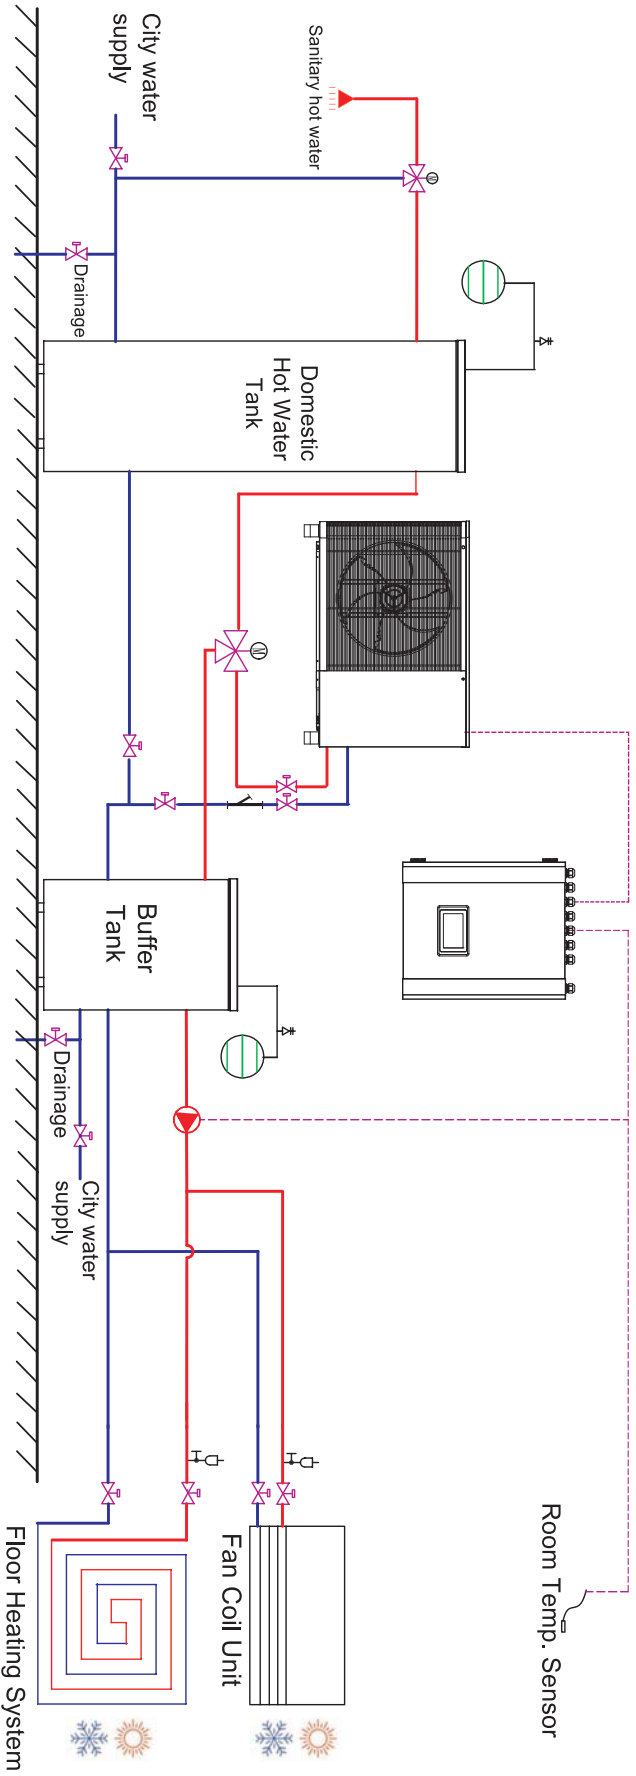 City water
supply
Sanitary hot water
M
Drainage
Domestic
Hot Water
Tank
M
Buffer
Tank
Drainage
City water
supply
Fan Coil Unit
Floor Heating System
Room Temp. Sensor